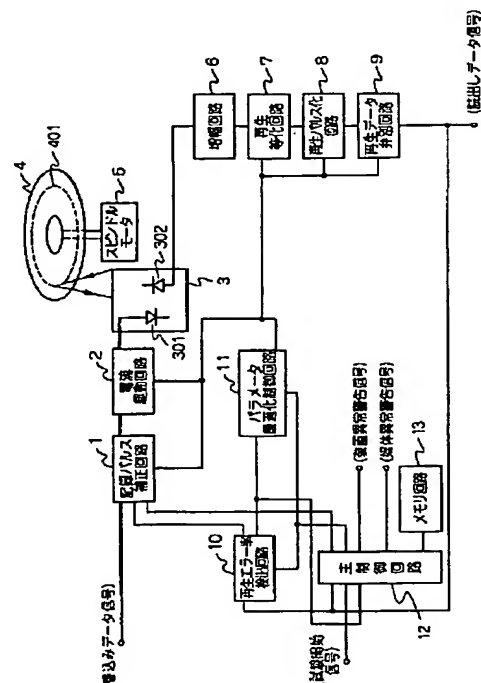 4
401
スピンドル
モータ
5
302
301
3
2
電流
駆動回路
1
記録パルス
補正回路
書込みデータ信号)
増幅回路
6
再生
等化回路
7
再生パルス化
回路
8
再生データ
弁別回路
9
(読出しデータ信号)
11
パラメータ
最適化制御回路
10
再生エラー率
検出回路
(装置異常警告信号)
(媒体異常警告信号)
13
メモリ回路
主制御回路
12
試験開始
信号)